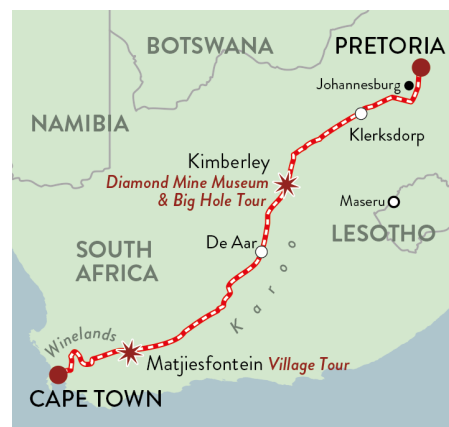 BOTSWANA
PRETORIA
Johannesburg
NAMIBIA
Klerksdorp
Kimberley
Diamond Mine Museum
& Big Hole Tour
Maseru
LESOTHO
De Aar
SOUTH
AFRICA
Karoo
Winelands
Matjiesfontein Village Tour
CAPE TOWN